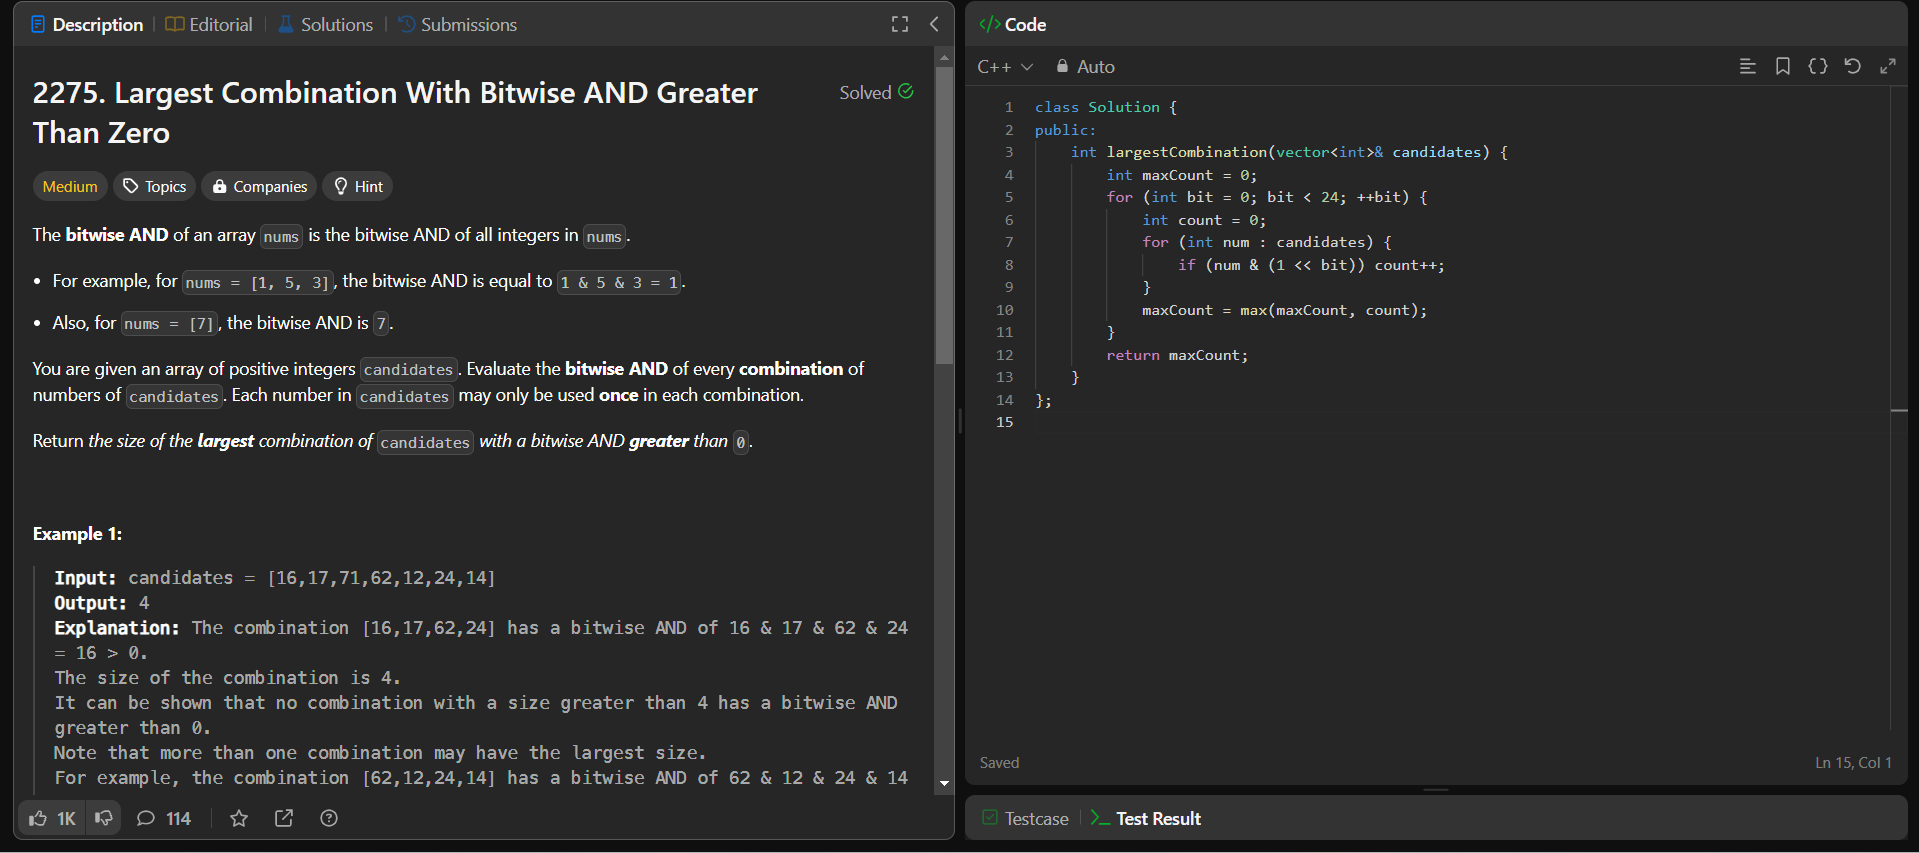 Description
Editorial
Solutions
Submissions
2275. Largest Combination With Bitwise AND Greater
Than Zero
Solved
Medium
Topics
Companies
Hint
The bitwise AND of an array nums is the bitwise AND of all integers in nums.
• For example, for nums = [1, 5, 3], the bitwise AND is equal to 1 & 5 & 3 = 1.
• Also, for nums = [7], the bitwise AND is 7.
You are given an array of positive integers candidates. Evaluate the bitwise AND of every combination of
numbers of candidates. Each number in candidates may only be used once in each combination.
Return the size of the largest combination of candidates with a bitwise AND greater than 0.
Example 1:
Input: candidates = [16,17,71,62,12,24,14]
Output: 4
Explanation: The combination [16,17,62,24] has a bitwise AND of 16 & 17 & 62 & 24
= 16 > 0.
The size of the combination is 4.
It can be shown that no combination with a size greater than 4 has a bitwise AND
greater than 0.
Note that more than one combination may have the largest size.
For example, the combination [62,12,24,14] has a bitwise AND of 62 & 12 & 24 & 14
1K
114
</> Code
C++
Auto
1 class Solution {
2 public:
3     int largestCombination(vector<int>& candidates) {
4         int maxCount = 0;
5         for (int bit = 0; bit < 24; ++bit) {
6             int count = 0;
7             for (int num : candidates) {
8                 if (num & (1 << bit)) count++;
9             }
10             maxCount = max(maxCount, count);
11         }
12         return maxCount;
13     }
14 };
15
Saved
Ln 15, Col 1
Testcase
Test Result